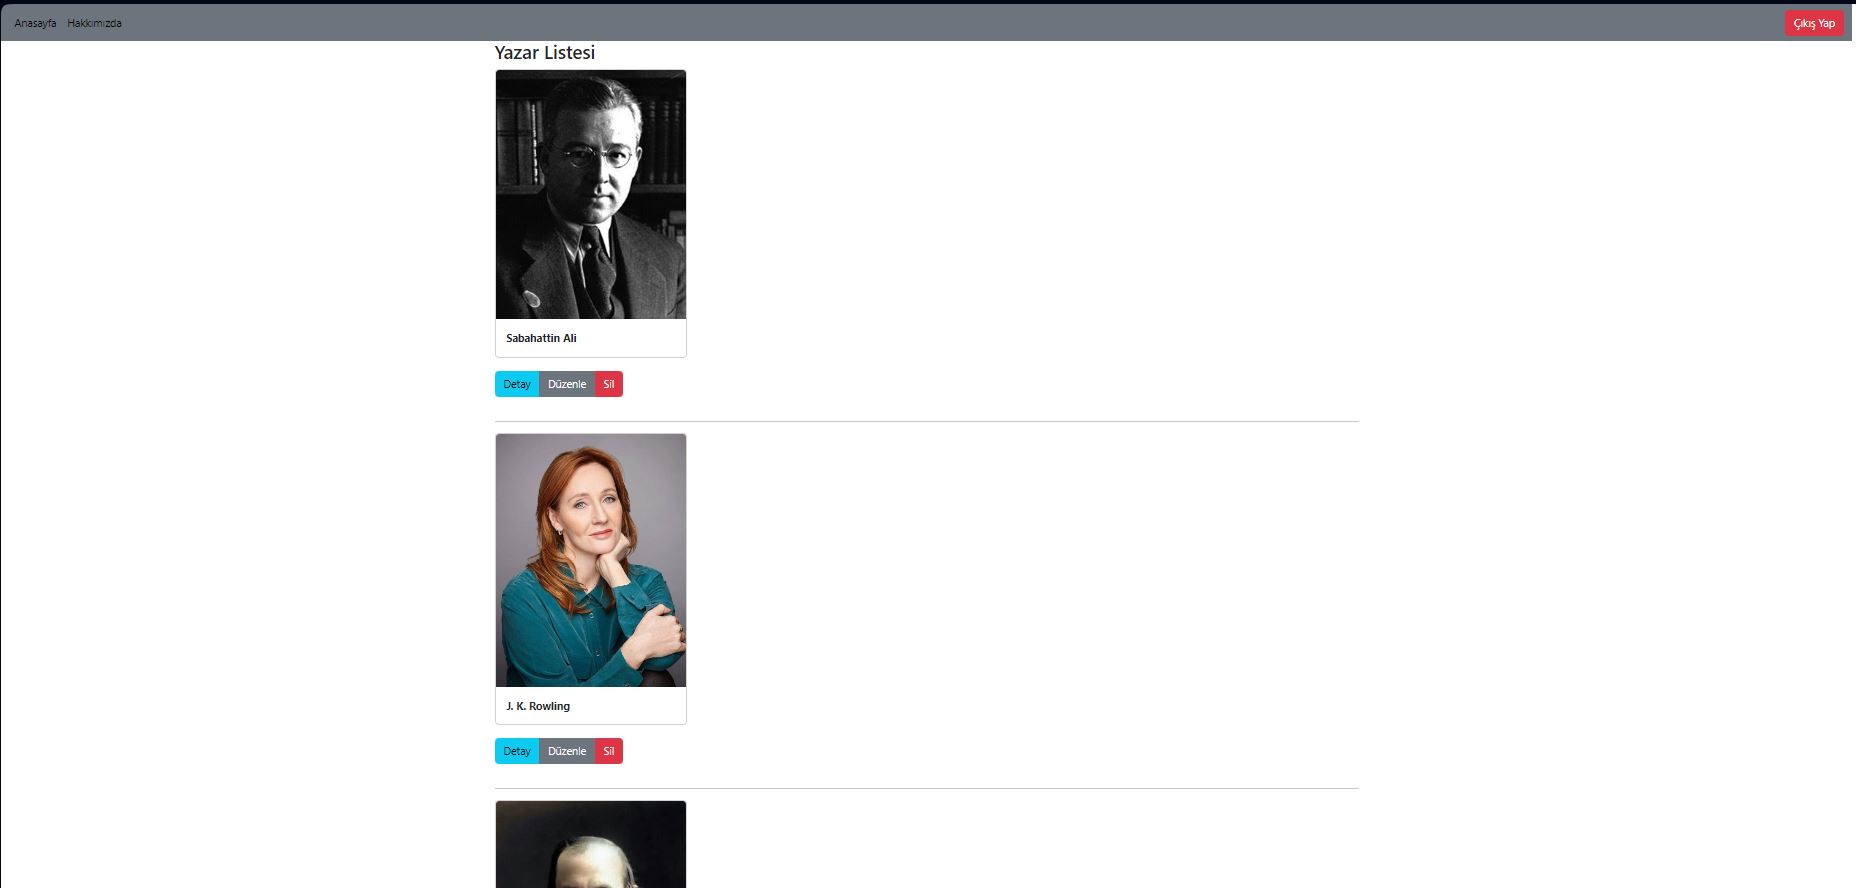 Anasayfa Hakkımızda Çıkış Yap
Yazar Listesi
Sabahattin Ali
Detay Düzenle Sil
J. K. Rowling
Detay Düzenle Sil